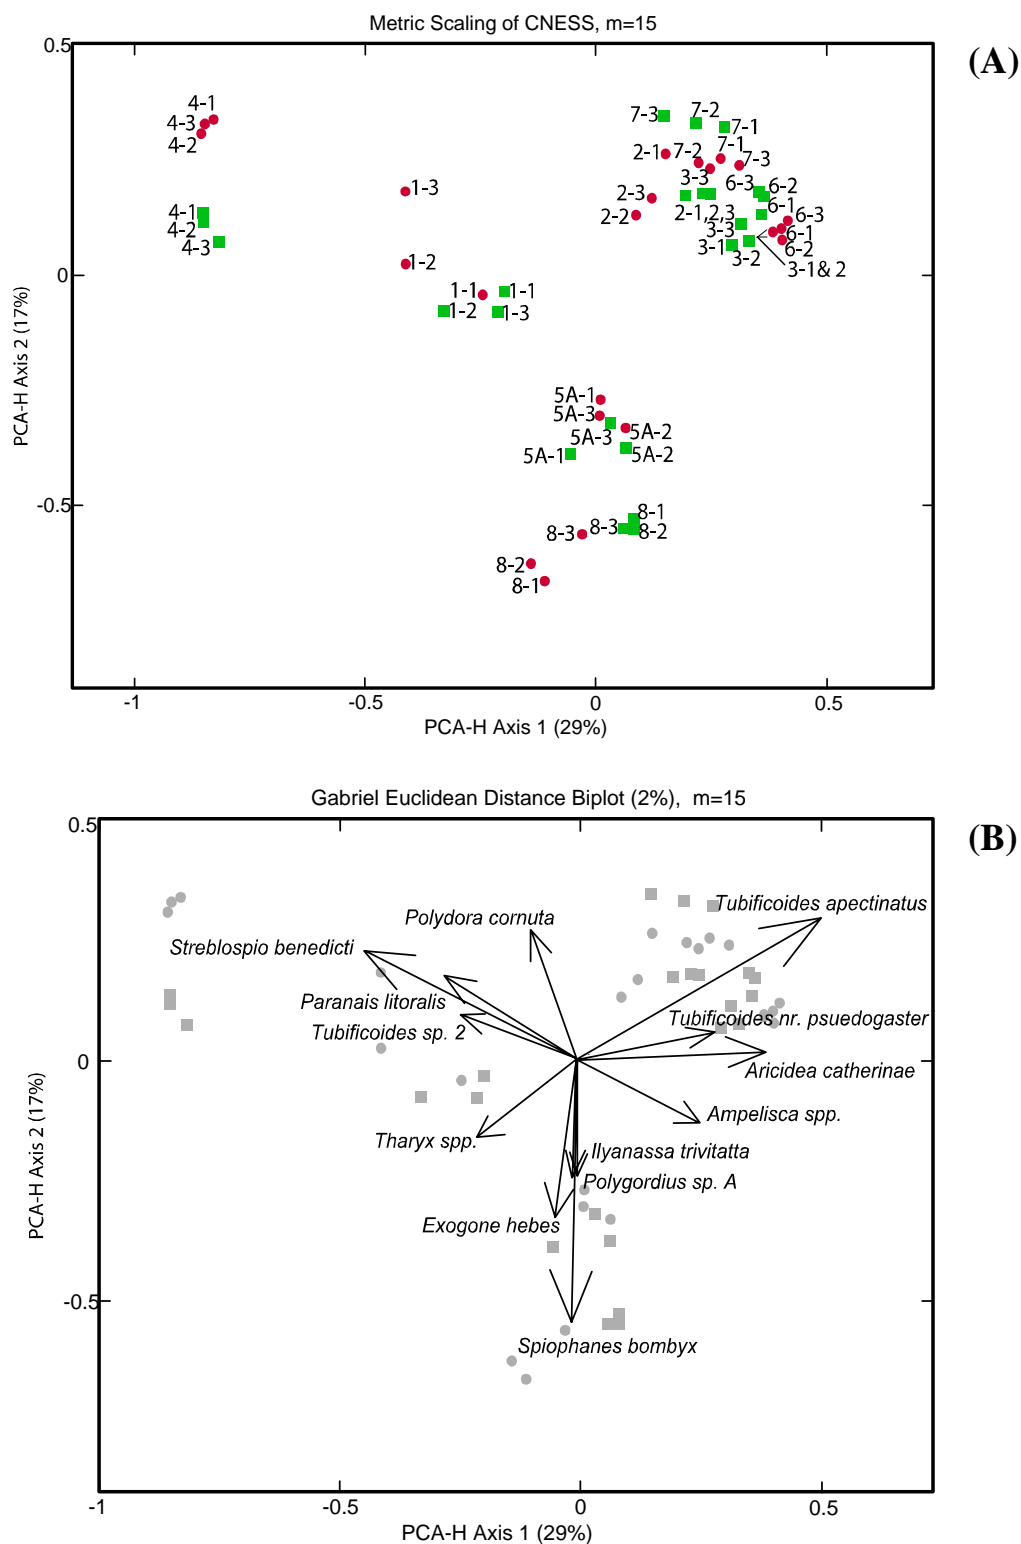 Metric Scaling of CNESS, m=15
(A)
0.5
0
-0.5
PCA-H Axis 2 (17%)
4-1
4-3
4-2
4-1
4-2
4-3
1-3
1-2
1-1
1-1
1-2
1-3
7-3
7-2
7-1
2-1
7-2
7-1
7-3
3-3
6-3
6-2
2-3
2-2
2-1,2,3
6-1
6-3
3-3
6-1
3-1
3-2
6-2
3-1& 2
5A-1
5A-3
5A-3
5A-2
5A-1
5A-2
8-1
8-3
8-3
8-2
8-2
8-1
-1
-0.5
0
0.5
PCA-H Axis 1 (29%)
Gabriel Euclidean Distance Biplot (2%), m=15
(B)
0.5
0
-0.5
PCA-H Axis 2 (17%)
Tubificoides apectinatus
Polydora cornuta
Streblospio benedicti
Paranais litoralis
Tubificoides sp. 2
Tubificoides nr. psuedogaster
Aricidea catherinae
Ampelisca spp.
Tharyx spp.
Ilyanassa trivitatta
Polygordius sp. A
Exogone hebes
Spiophanes bombyx
-1
-0.5
0
0.5
PCA-H Axis 1 (29%)